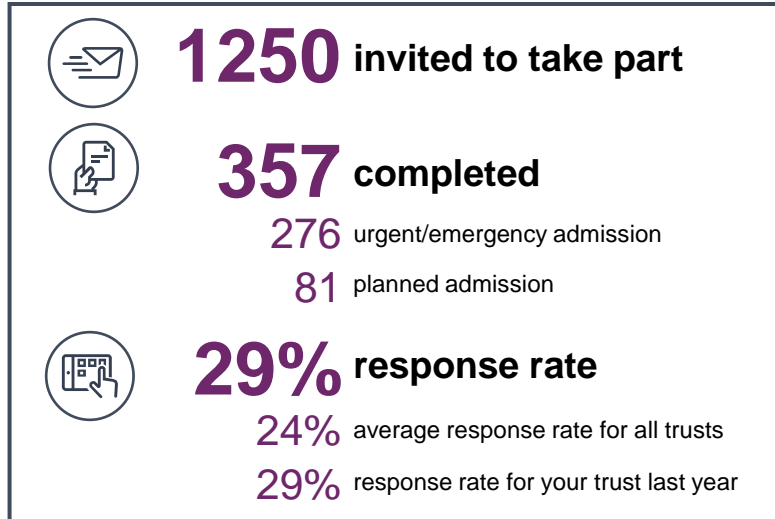 1250 invited to take part
357 completed
276 urgent/emergency admission
81 planned admission
29% response rate
24% average response rate for all trusts
29% response rate for your trust last year